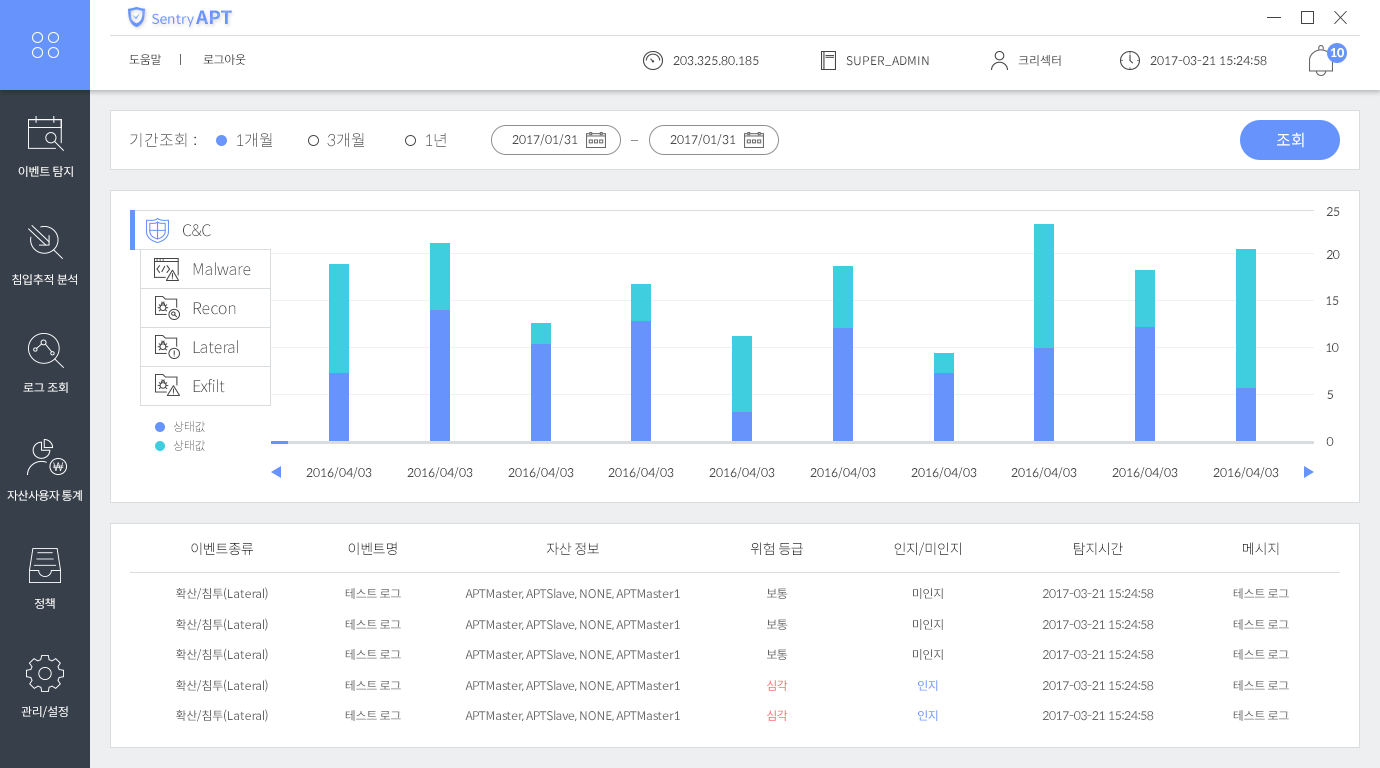 Sentry APT
도움말 | 로그아웃 203.325.80.185 SUPER_ADMIN 크리섹터 2017-03-21 15:24:58 10
이벤트 탐지
침입추적 분석
로그 조회
자산사용자 통계
정책
관리/설정
기간조회 : 1개월 3개월 1년 2017/01/31 – 2017/01/31 조회
C&C
Malware
Recon
Lateral
Exfilt
상태값
상태값
25
20
15
10
5
0
2016/04/03 2016/04/03 2016/04/03 2016/04/03 2016/04/03 2016/04/03 2016/04/03 2016/04/03 2016/04/03 2016/04/03
이벤트종류 이벤트명 자산 정보 위험 등급 인지/미인지 탐지시간 메시지
확산/침투(Lateral) 테스트 로그 APTMaster, APTSlave, NONE, APTMaster1 보통 미인지 2017-03-21 15:24:58 테스트 로그
확산/침투(Lateral) 테스트 로그 APTMaster, APTSlave, NONE, APTMaster1 보통 미인지 2017-03-21 15:24:58 테스트 로그
확산/침투(Lateral) 테스트 로그 APTMaster, APTSlave, NONE, APTMaster1 보통 미인지 2017-03-21 15:24:58 테스트 로그
확산/침투(Lateral) 테스트 로그 APTMaster, APTSlave, NONE, APTMaster1 심각 인지 2017-03-21 15:24:58 테스트 로그
확산/침투(Lateral) 테스트 로그 APTMaster, APTSlave, NONE, APTMaster1 심각 인지 2017-03-21 15:24:58 테스트 로그